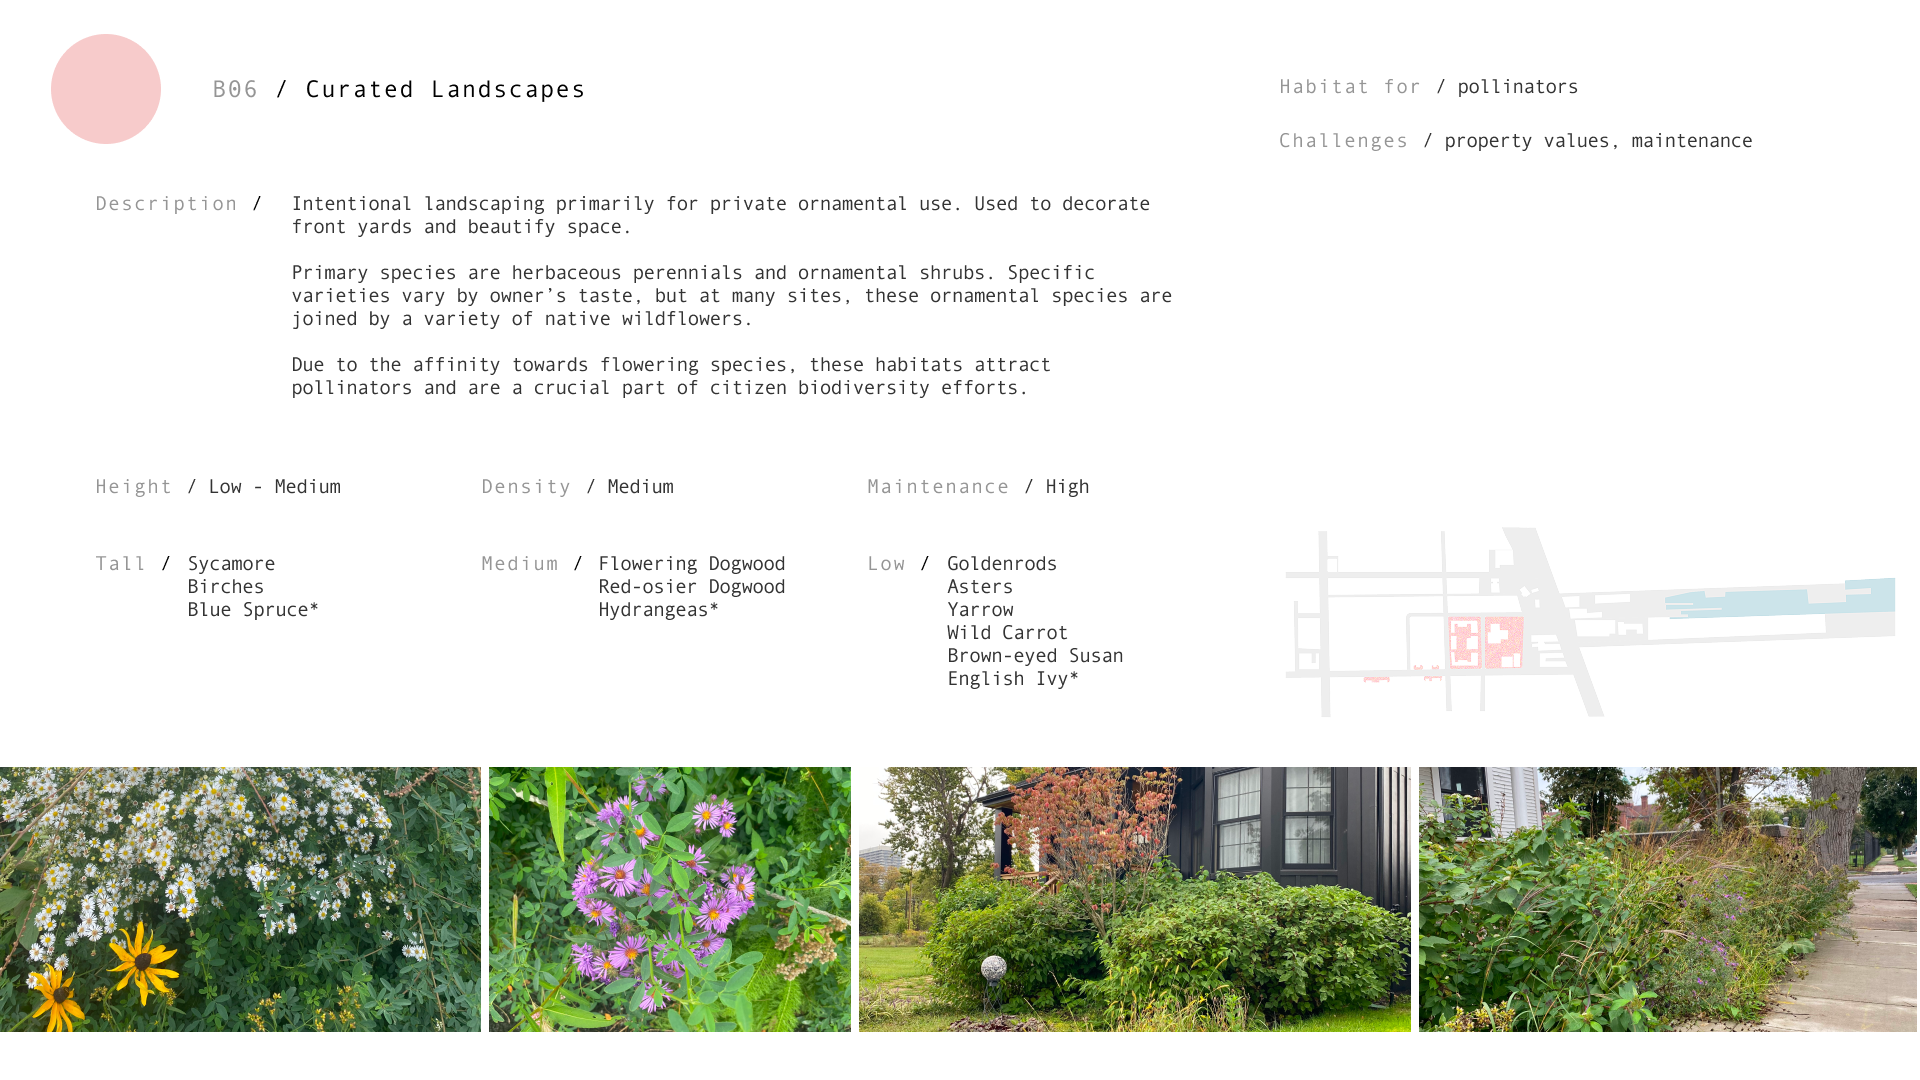 B06 / Curated Landscapes
Habitat for / pollinators
Challenges / property values, maintenance
Description / Intentional landscaping primarily for private ornamental use. Used to decorate
front yards and beautify space.
Primary species are herbaceous perennials and ornamental shrubs. Specific
varieties vary by owner’s taste, but at many sites, these ornamental species are
joined by a variety of native wildflowers.
Due to the affinity towards flowering species, these habitats attract
pollinators and are a crucial part of citizen biodiversity efforts.
Height / Low - Medium
Density / Medium
Maintenance / High
Tall / Sycamore
Birches
Blue Spruce*
Medium / Flowering Dogwood
Red-osier Dogwood
Hydrangeas*
Low / Goldenrods
Asters
Yarrow
Wild Carrot
Brown-eyed Susan
English Ivy*